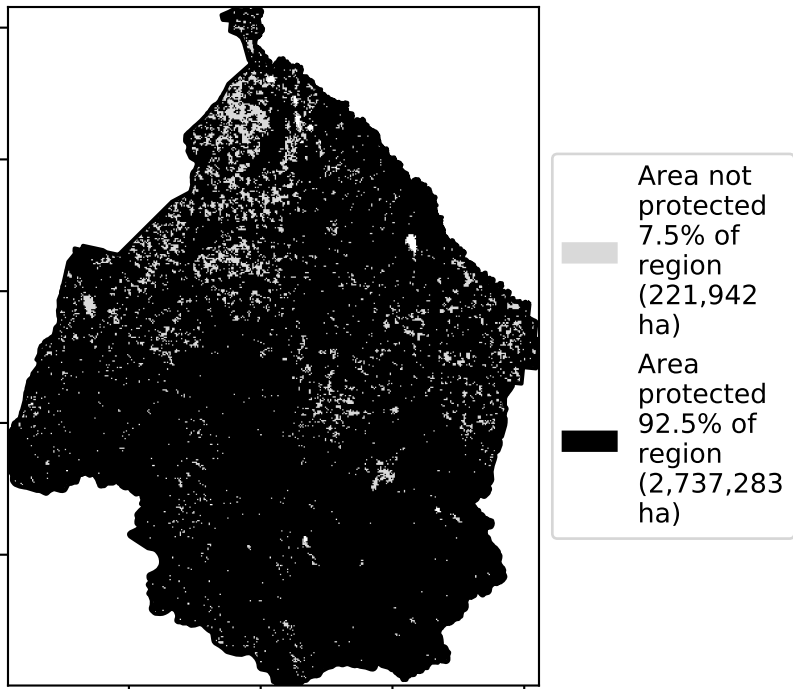 Area not
protected
7.5% of
region
(221,942
ha)
Area
protected
92.5% of
region
(2,737,283
ha)